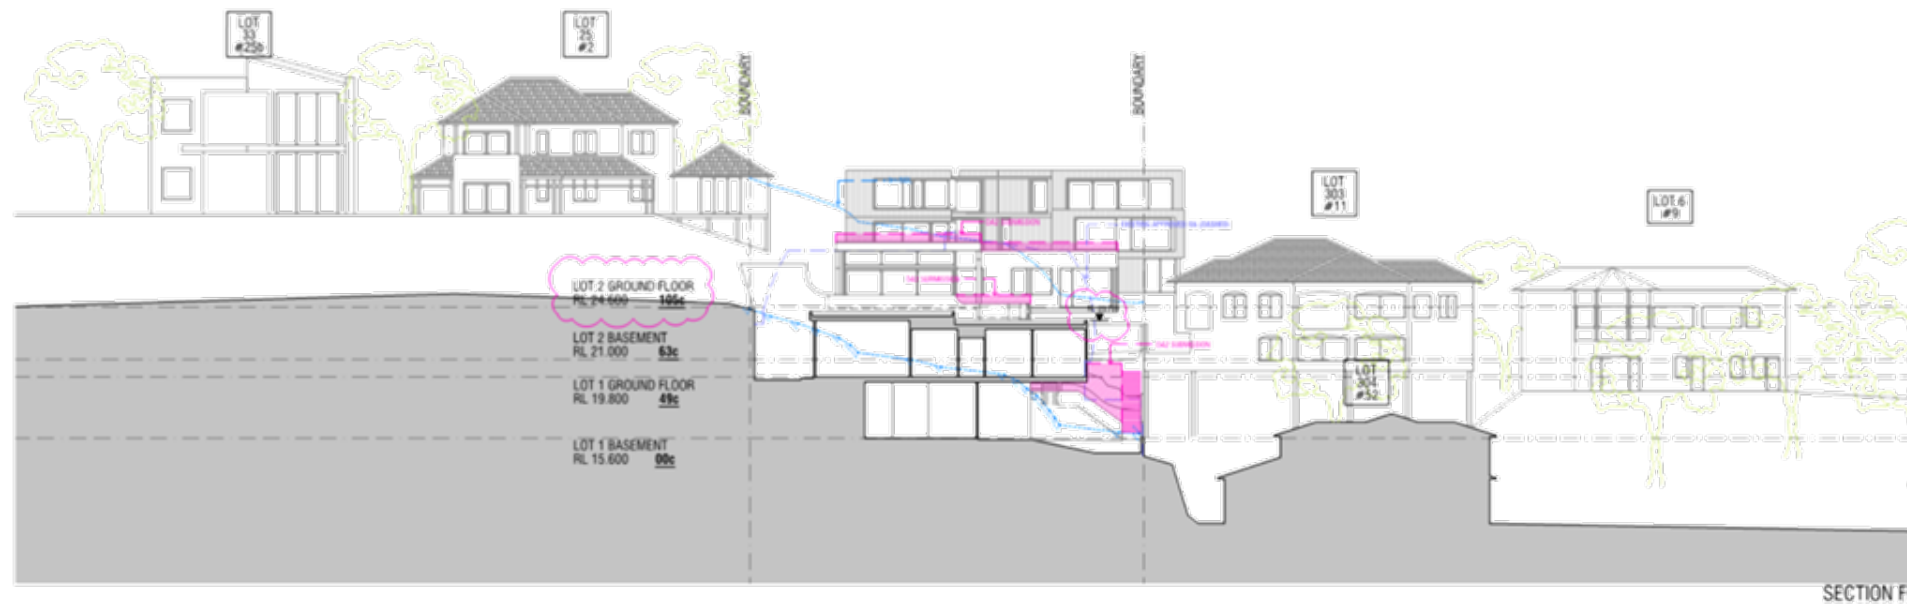 LOT
33
#25b
LOT
25
#2
BOUNDARY
BOUNDARY
LOT
303
#11
LOT 6
#9
LOT 2 GROUND FLOOR
RL 24.600 105c
LOT 2 BASEMENT
RL 21.000 63c
LOT 1 GROUND FLOOR
RL 19.800 49c
LOT 1 BASEMENT
RL 15.600 00c
LOT
304
#52
SECTION F